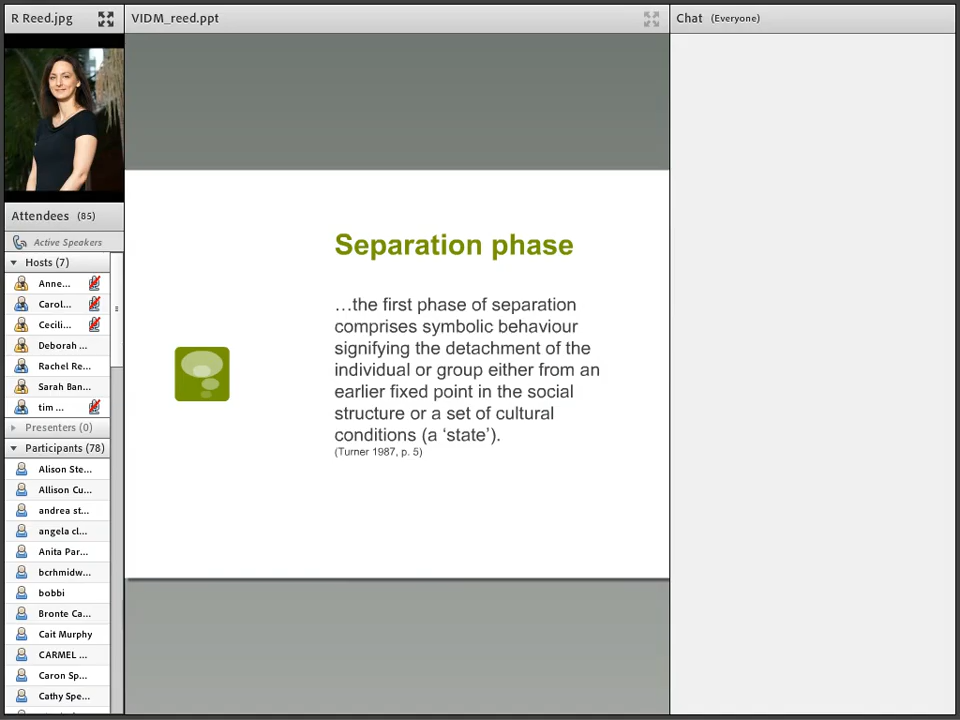 R Reed.jpg
VIDM_reed.ppt
Chat (Everyone)
Attendees (85)
Active Speakers
Hosts (7)
Anne...
Carol...
Cecili...
Deborah ...
Rachel Re...
Sarah Ban...
tim ...
Presenters (0)
Participants (78)
Alison Ste...
Allison Cu...
andrea st...
angela cl...
Anita Par...
bcrhmidw...
bobbi
Bronte Ca...
Cait Murphy
CARMEL ...
Caron Sp...
Cathy Spe...
Separation phase
…the first phase of separation
comprises symbolic behaviour
signifying the detachment of the
individual or group either from an
earlier fixed point in the social
structure or a set of cultural
conditions (a ‘state’).
(Turner 1987, p. 5)